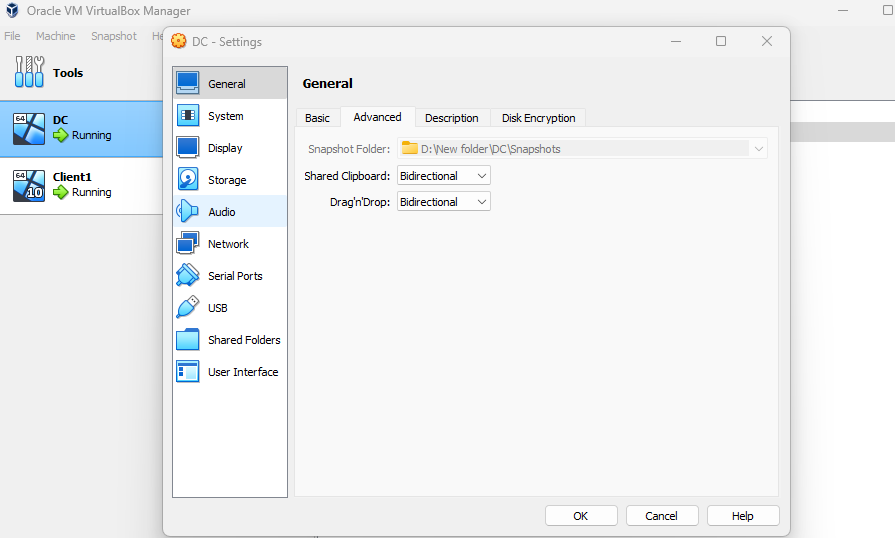 Oracle VM VirtualBox Manager
File Machine Snapshot He
DC - Settings
Tools
64
DC
Running
64
10
Client1
Running
General
System
Display
Storage
Audio
Network
Serial Ports
USB
Shared Folders
User Interface
General
Basic Advanced Description Disk Encryption
Snapshot Folder: D:\New folder\DC\Snapshots
Shared Clipboard: Bidirectional
Drag'n'Drop: Bidirectional
OK Cancel Help